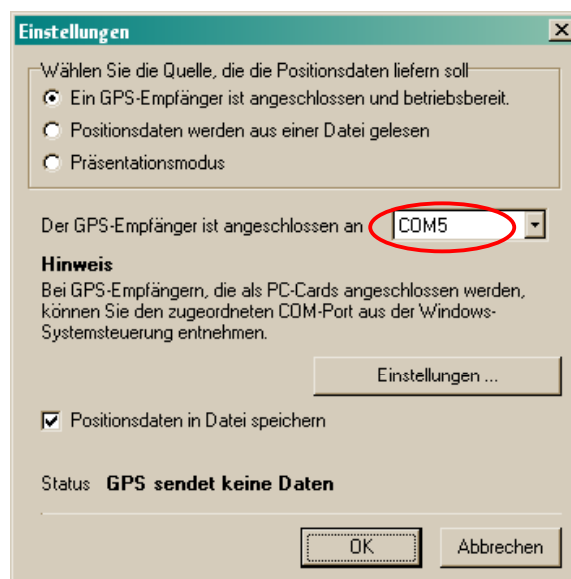 Einstellungen
Wählen Sie die Quelle, die die Positionsdaten liefern soll
Ein GPS-Empfänger ist angeschlossen und betriebsbereit.
Positionsdaten werden aus einer Datei gelesen
Präsentationsmodus
Der GPS-Empfänger ist angeschlossen an COM5
Hinweis
Bei GPS-Empfängern, die als PC-Cards angeschlossen werden,
können Sie den zugeordneten COM-Port aus der Windows-
Systemsteuerung entnehmen.
Einstellungen ...
Positionsdaten in Datei speichern
Status GPS sendet keine Daten
OK Abbrechen